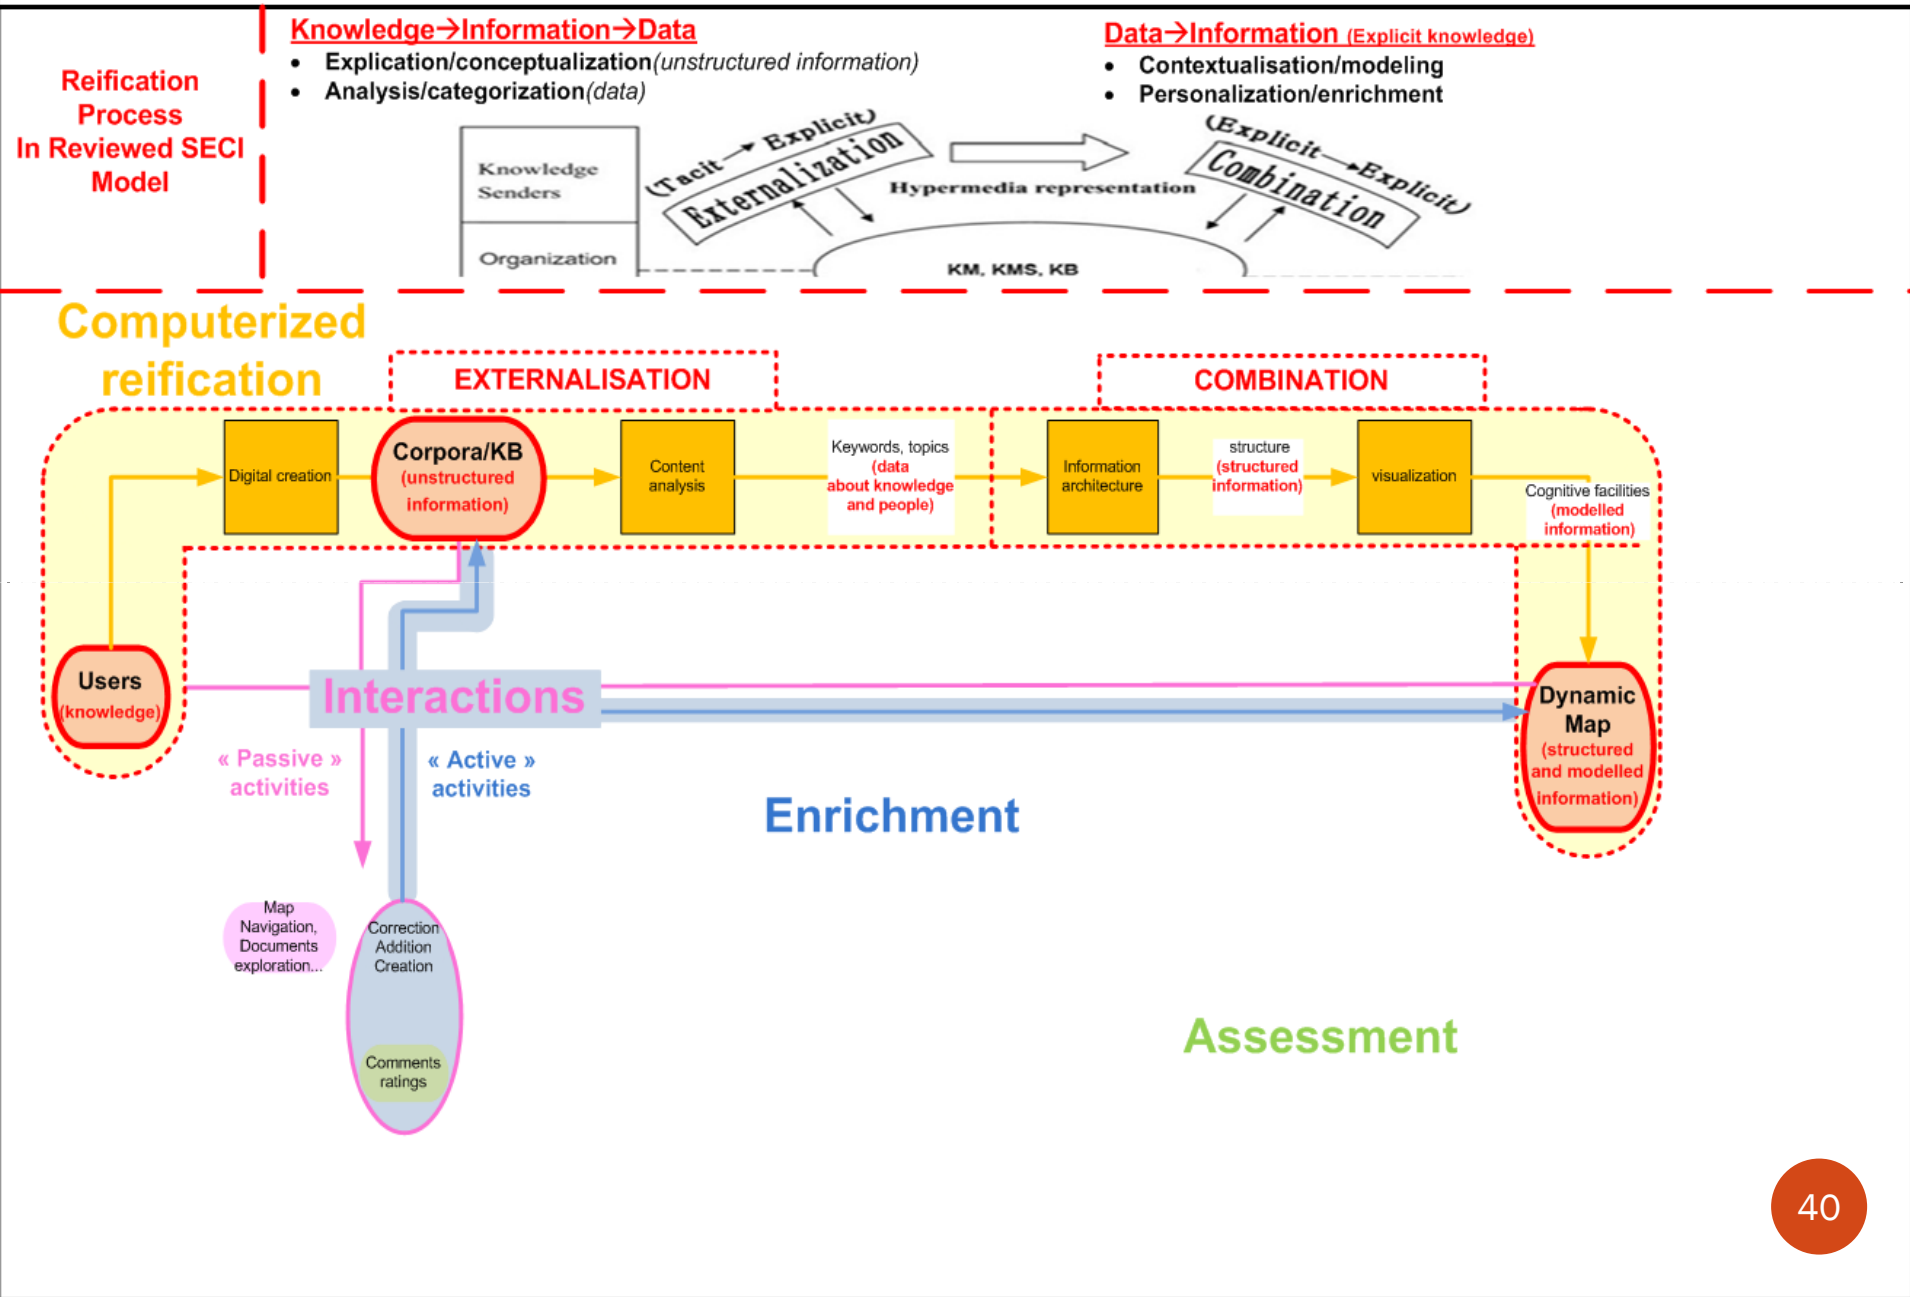 Reification
Process
In Reviewed SECI
Model
Knowledge→Information→Data
• Explication/conceptualization(unstructured information)
• Analysis/categorization(data)
Data→Information (Explicit knowledge)
• Contextualisation/modeling
• Personalization/enrichment
Knowledge
Senders
Organization
(Tacit → Explicit)
Externalization
Hypermedia representation
(Explicit→Explicit)
Combination
KM, KMS, KB
Computerized
reification
EXTERNALISATION
COMBINATION
Digital creation
Corpora/KB
(unstructured
information)
Content
analysis
Keywords, topics
(data
about knowledge
and people)
Information
architecture
structure
(structured
information)
visualization
Cognitive facilities
(modelled
information)
Users
(knowledge)
Interactions
Dynamic
Map
(structured
and modelled
information)
« Passive »
activities
« Active »
activities
Enrichment
Map
Navigation,
Documents
exploration...
Correction
Addition
Creation
Comments
ratings
Assessment
40